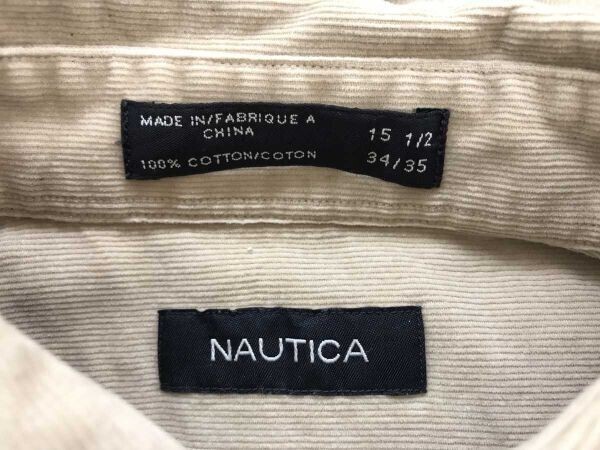 MADE IN/FABRIQUE A
CHINA
15 1/2
100% COTTON/COTON
34/35
NAUTICA